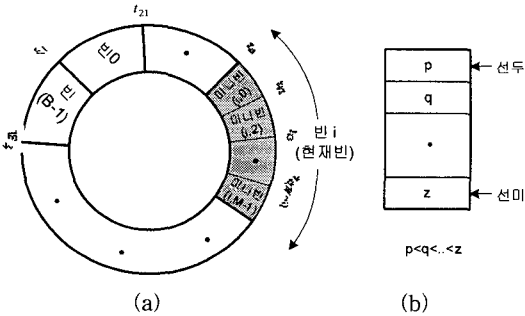 t21
빈0
빈
(B-1)
미니빈
(i,0)
미니빈
(i,2)
미니빈
(i,M-1)
빈 i
(현재빈)
p
선두
q
z
선미
p<q<..<z
(a)
(b)